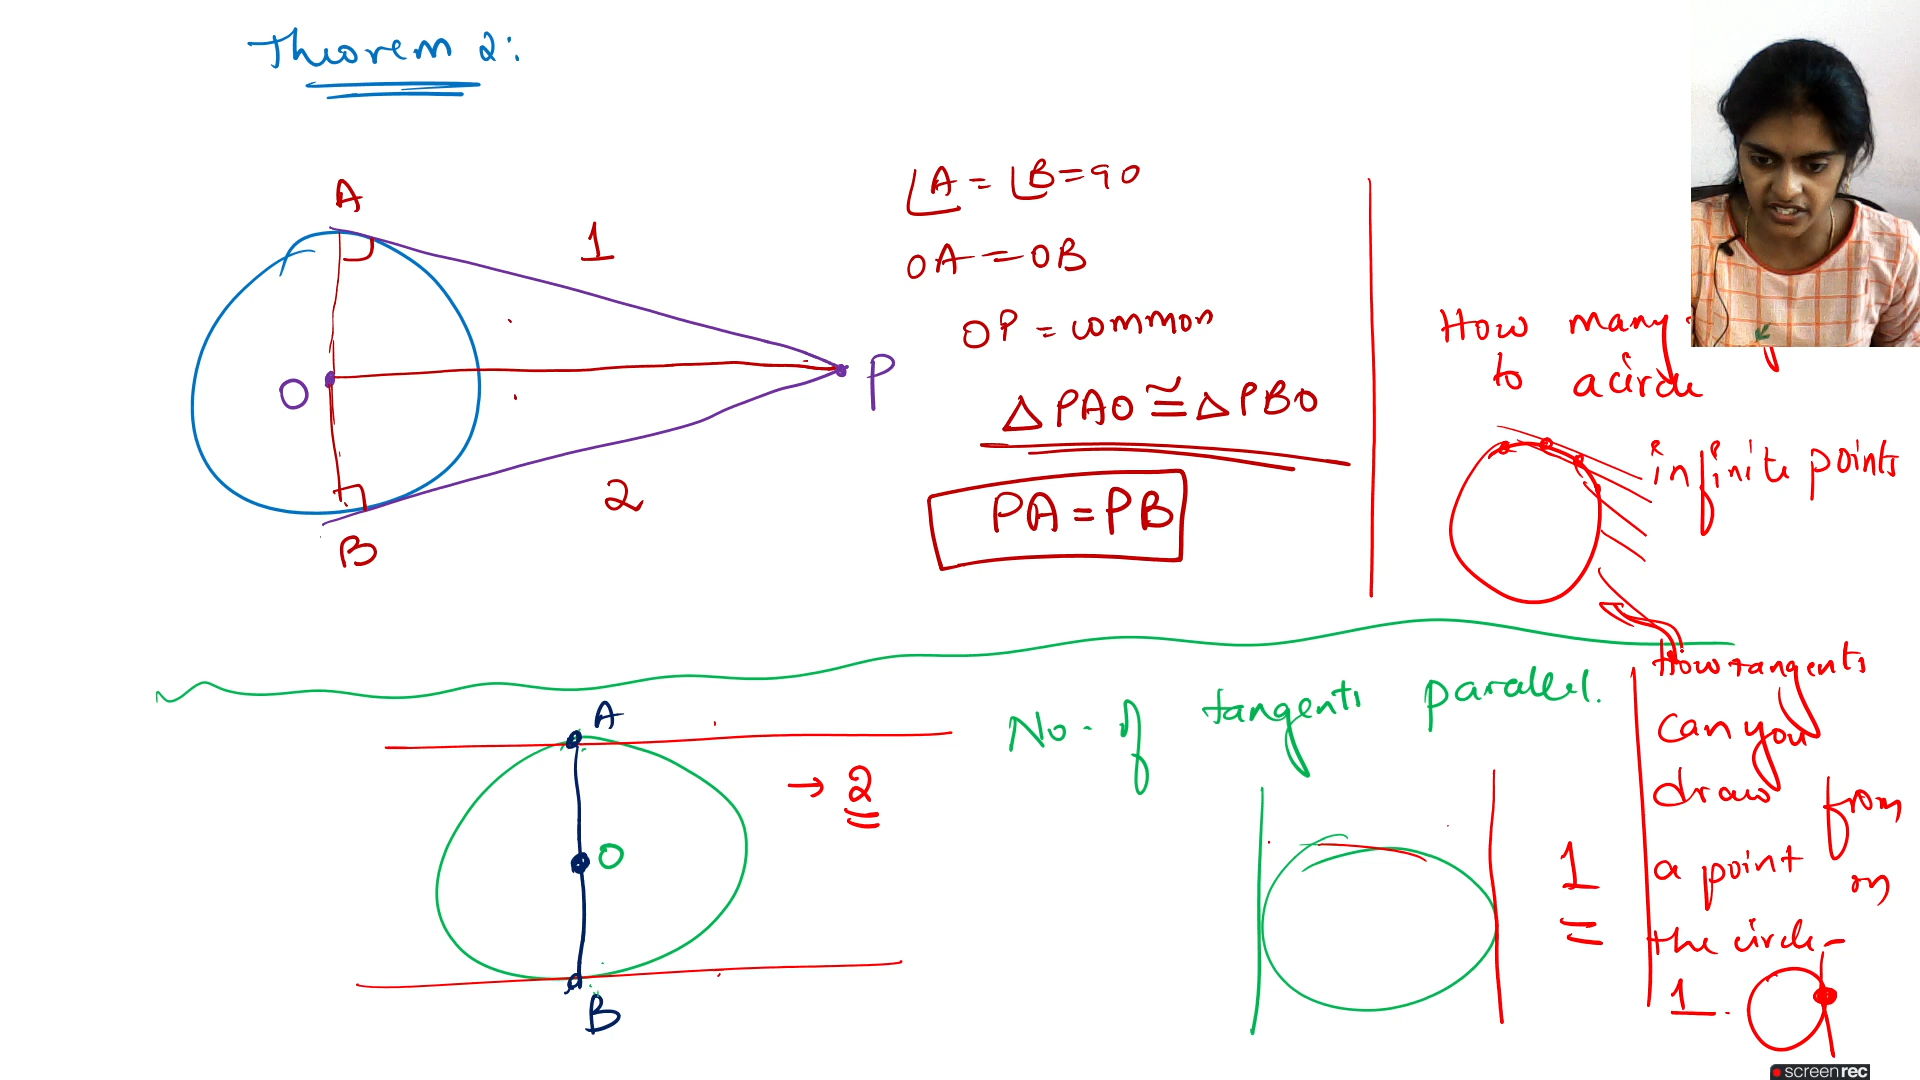 Theorem 2:
A
1
O
P
2
B
∠A = ∠B = 90
OA = OB
OP = common
△PAO ≅ △PBO
PA = PB
How many
to a circle
infinite points
A
→ 2
O
B
No. of tangents parallel.
1
How tangents
can you
draw from
a point on
the circle -
1.
screenrec